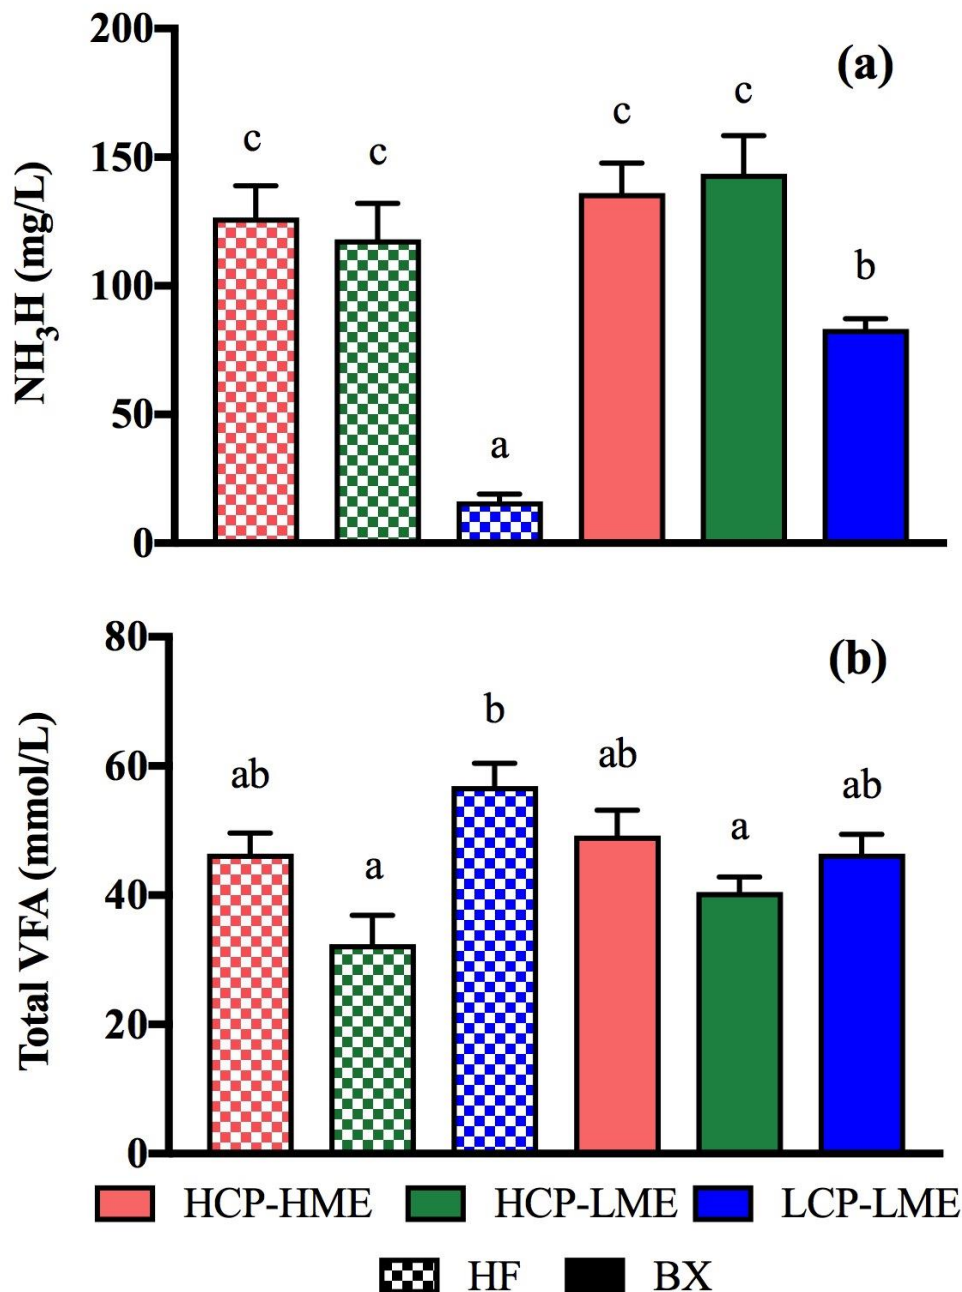 (a)
NH₃H (mg/L)
200
150
100
50
0
c
c
a
c
c
b
(b)
Total VFA (mmol/L)
80
60
40
20
0
ab
a
b
ab
a
ab
HCP-HME HCP-LME LCP-LME
HF BX